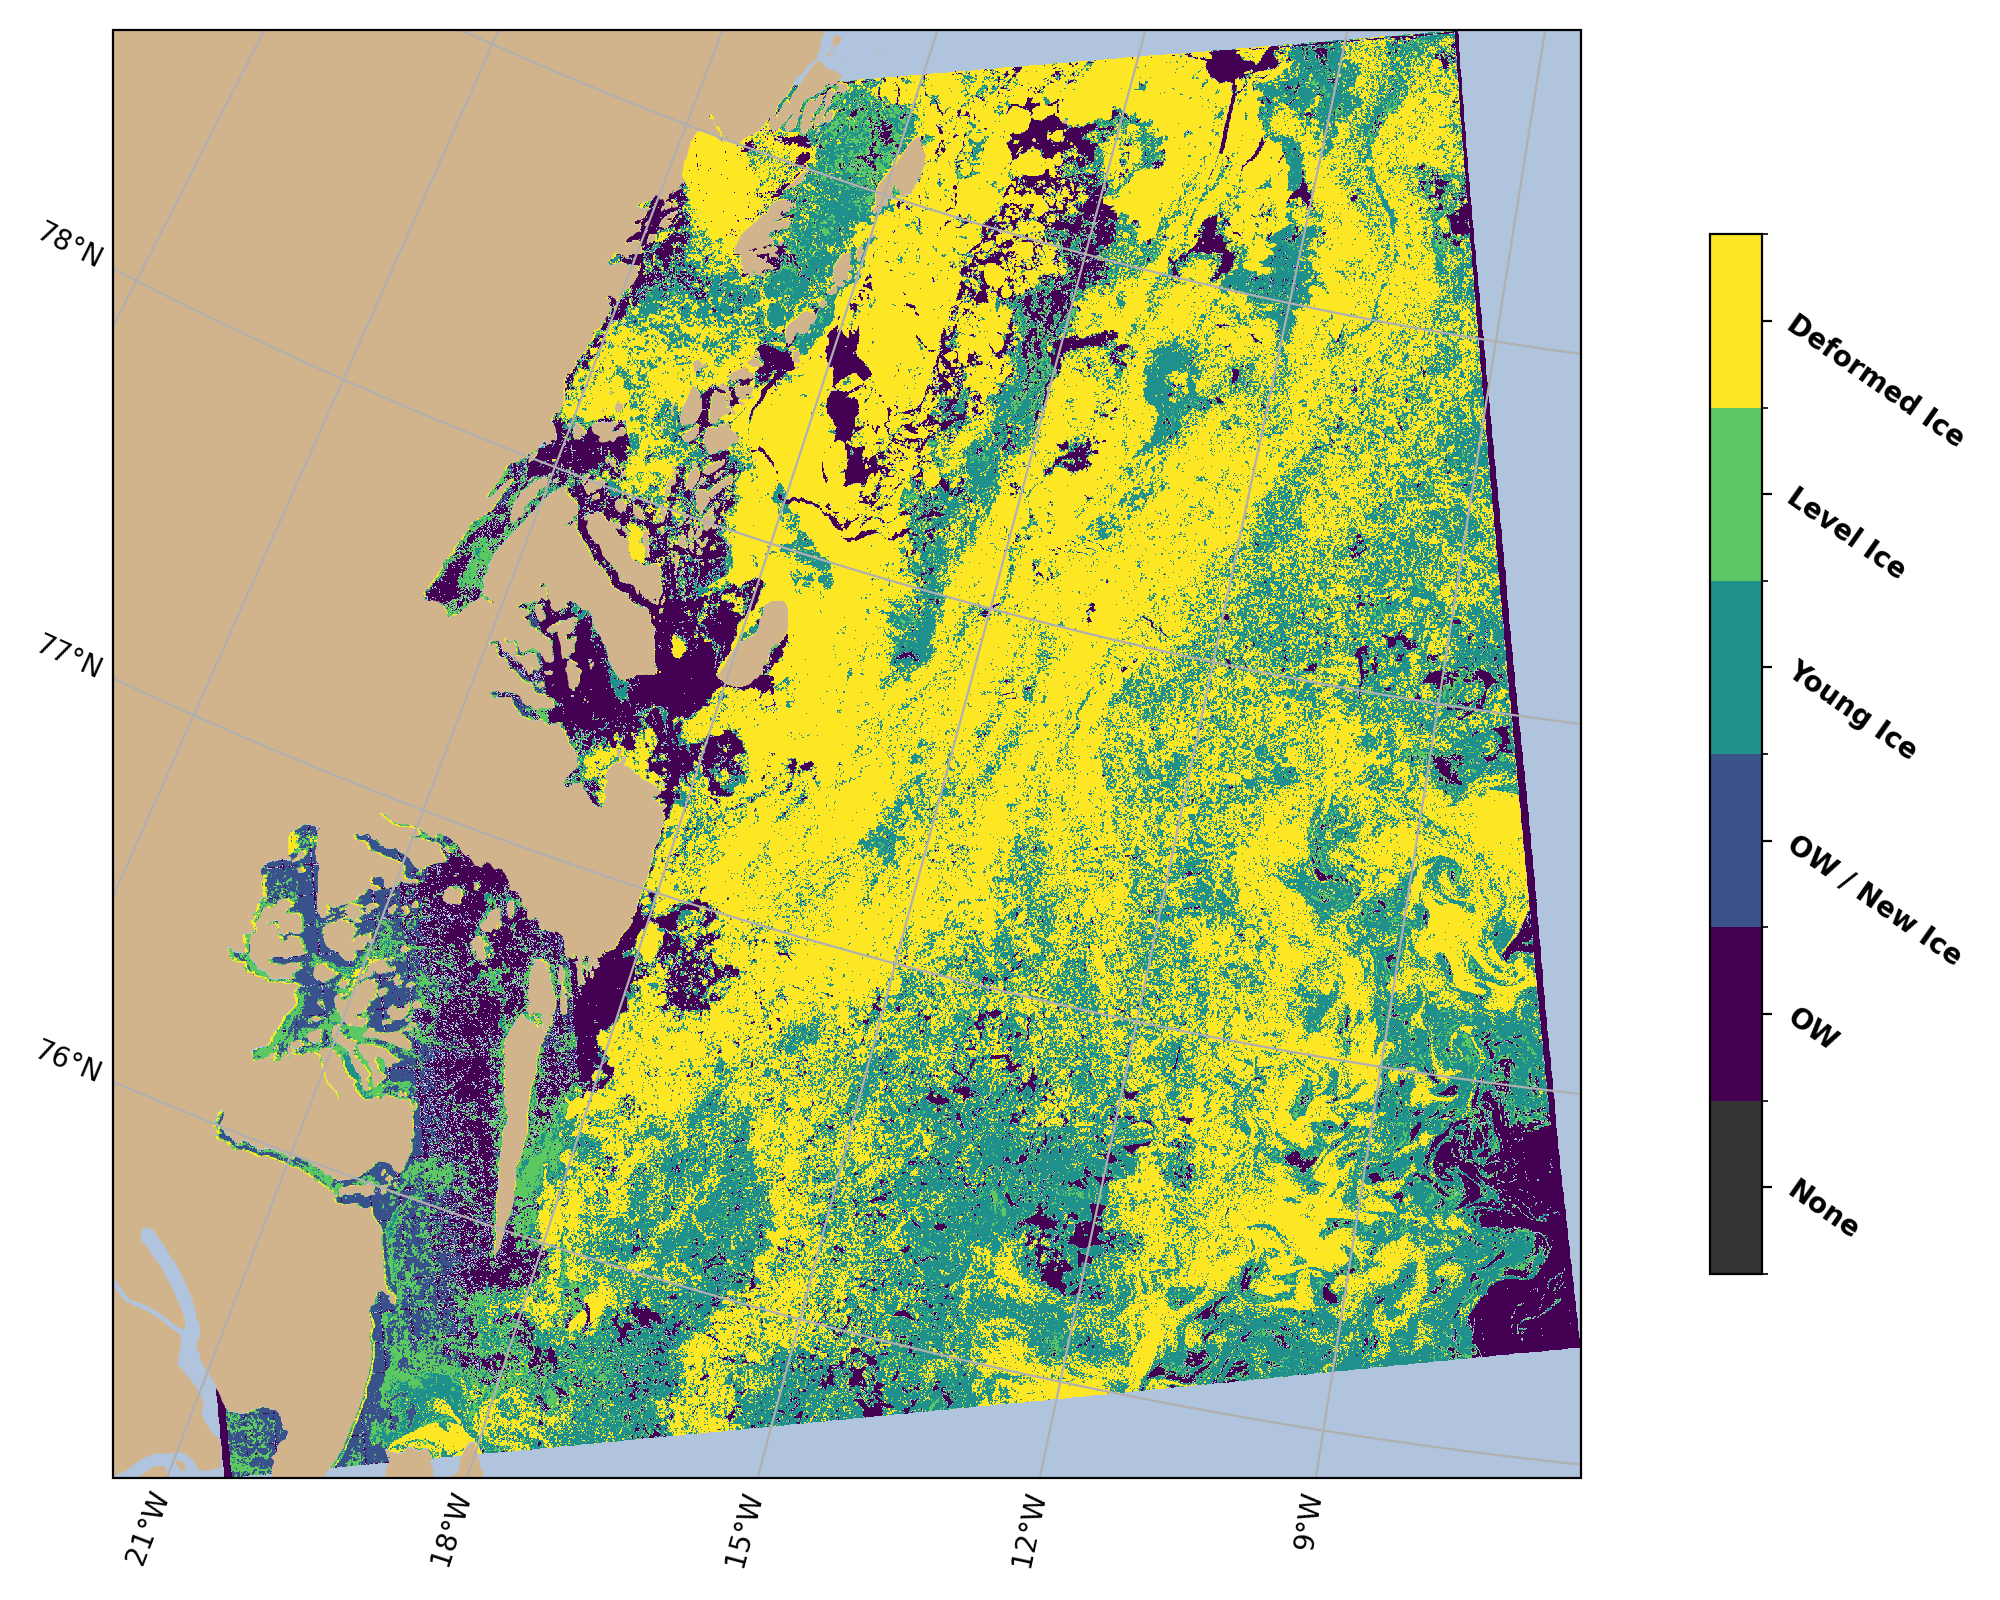 78°N
77°N
76°N
21°W
18°W
15°W
12°W
9°W
Deformed Ice
Level Ice
Young Ice
OW / New Ice
OW
None